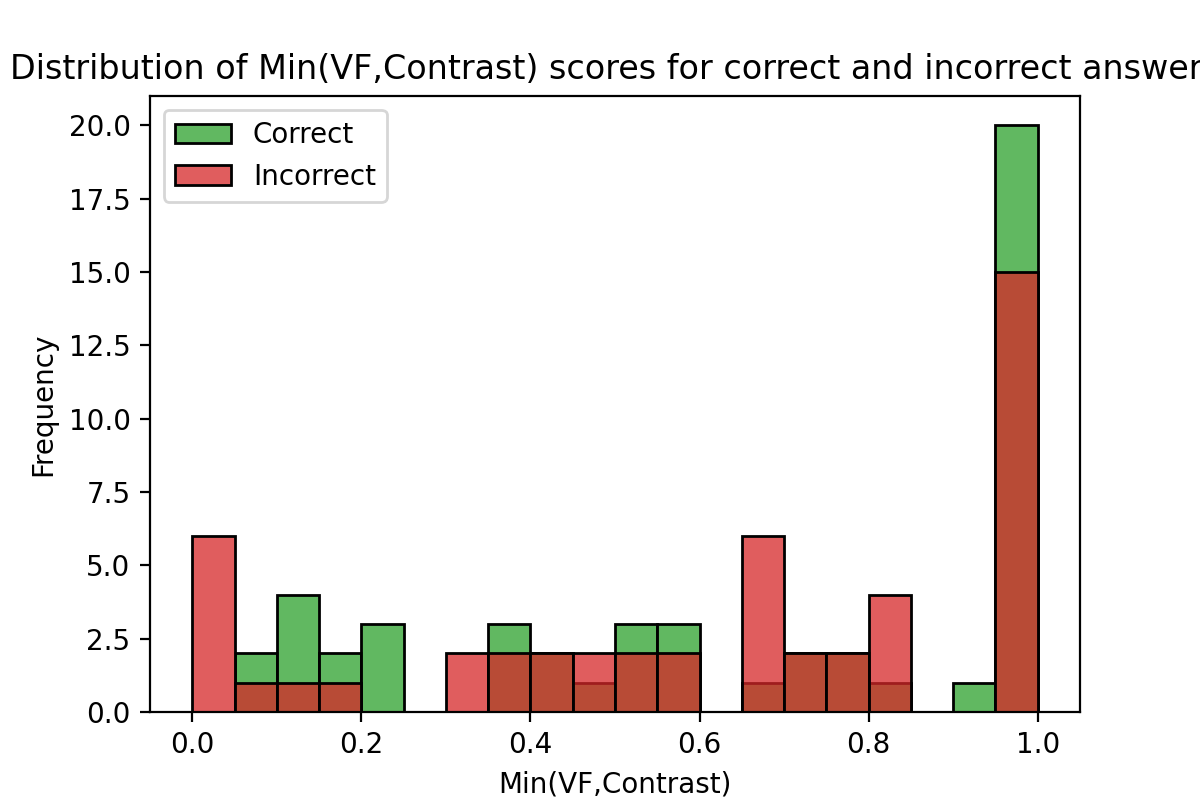 Distribution of Min(VF,Contrast) scores for correct and incorrect answer
Correct
Incorrect
20.0
17.5
15.0
12.5
10.0
7.5
5.0
2.5
0.0
Frequency
0.0 0.2 0.4 0.6 0.8 1.0
Min(VF,Contrast)